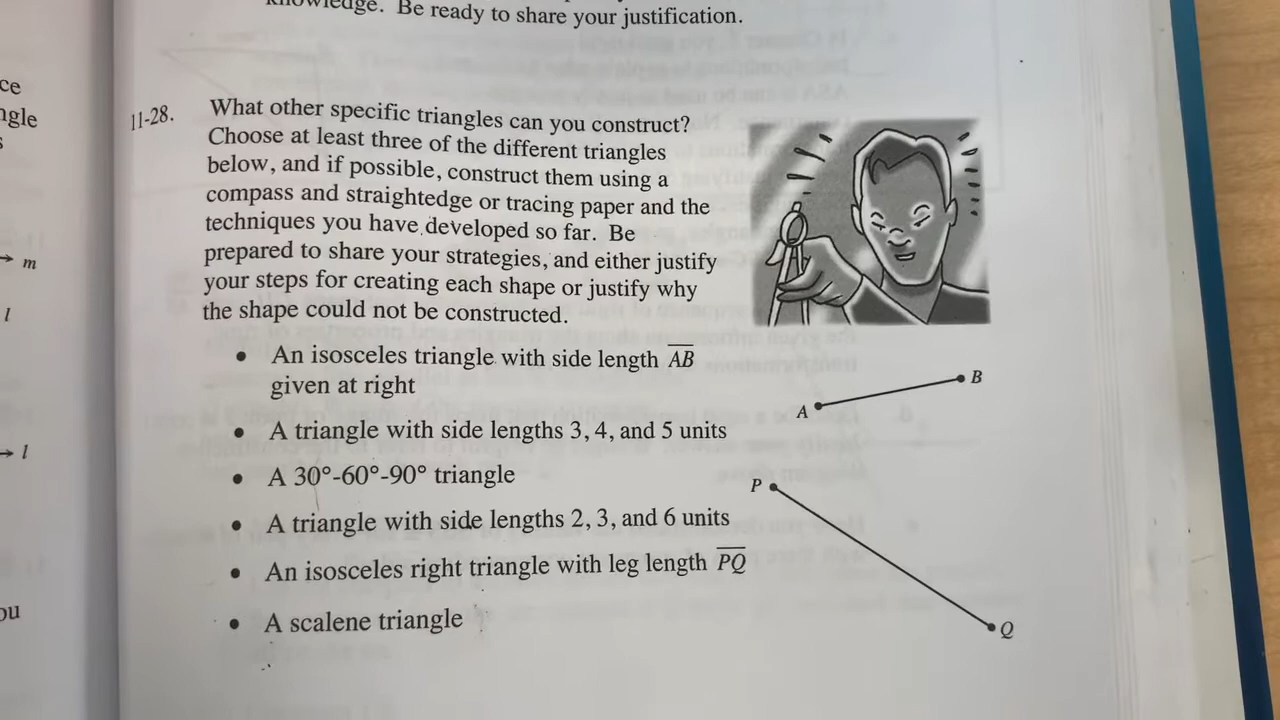 knowledge. Be ready to share your justification.
ce
ngle
s
m
l
l
ou
11-28. What other specific triangles can you construct?
Choose at least three of the different triangles
below, and if possible, construct them using a
compass and straightedge or tracing paper and the
techniques you have developed so far. Be
prepared to share your strategies, and either justify
your steps for creating each shape or justify why
the shape could not be constructed.
• An isosceles triangle with side length A̅B̅
given at right
• A triangle with side lengths 3, 4, and 5 units
• A 30°-60°-90° triangle
• A triangle with side lengths 2, 3, and 6 units
• An isosceles right triangle with leg length P̅Q̅
• A scalene triangle
A
B
P
Q